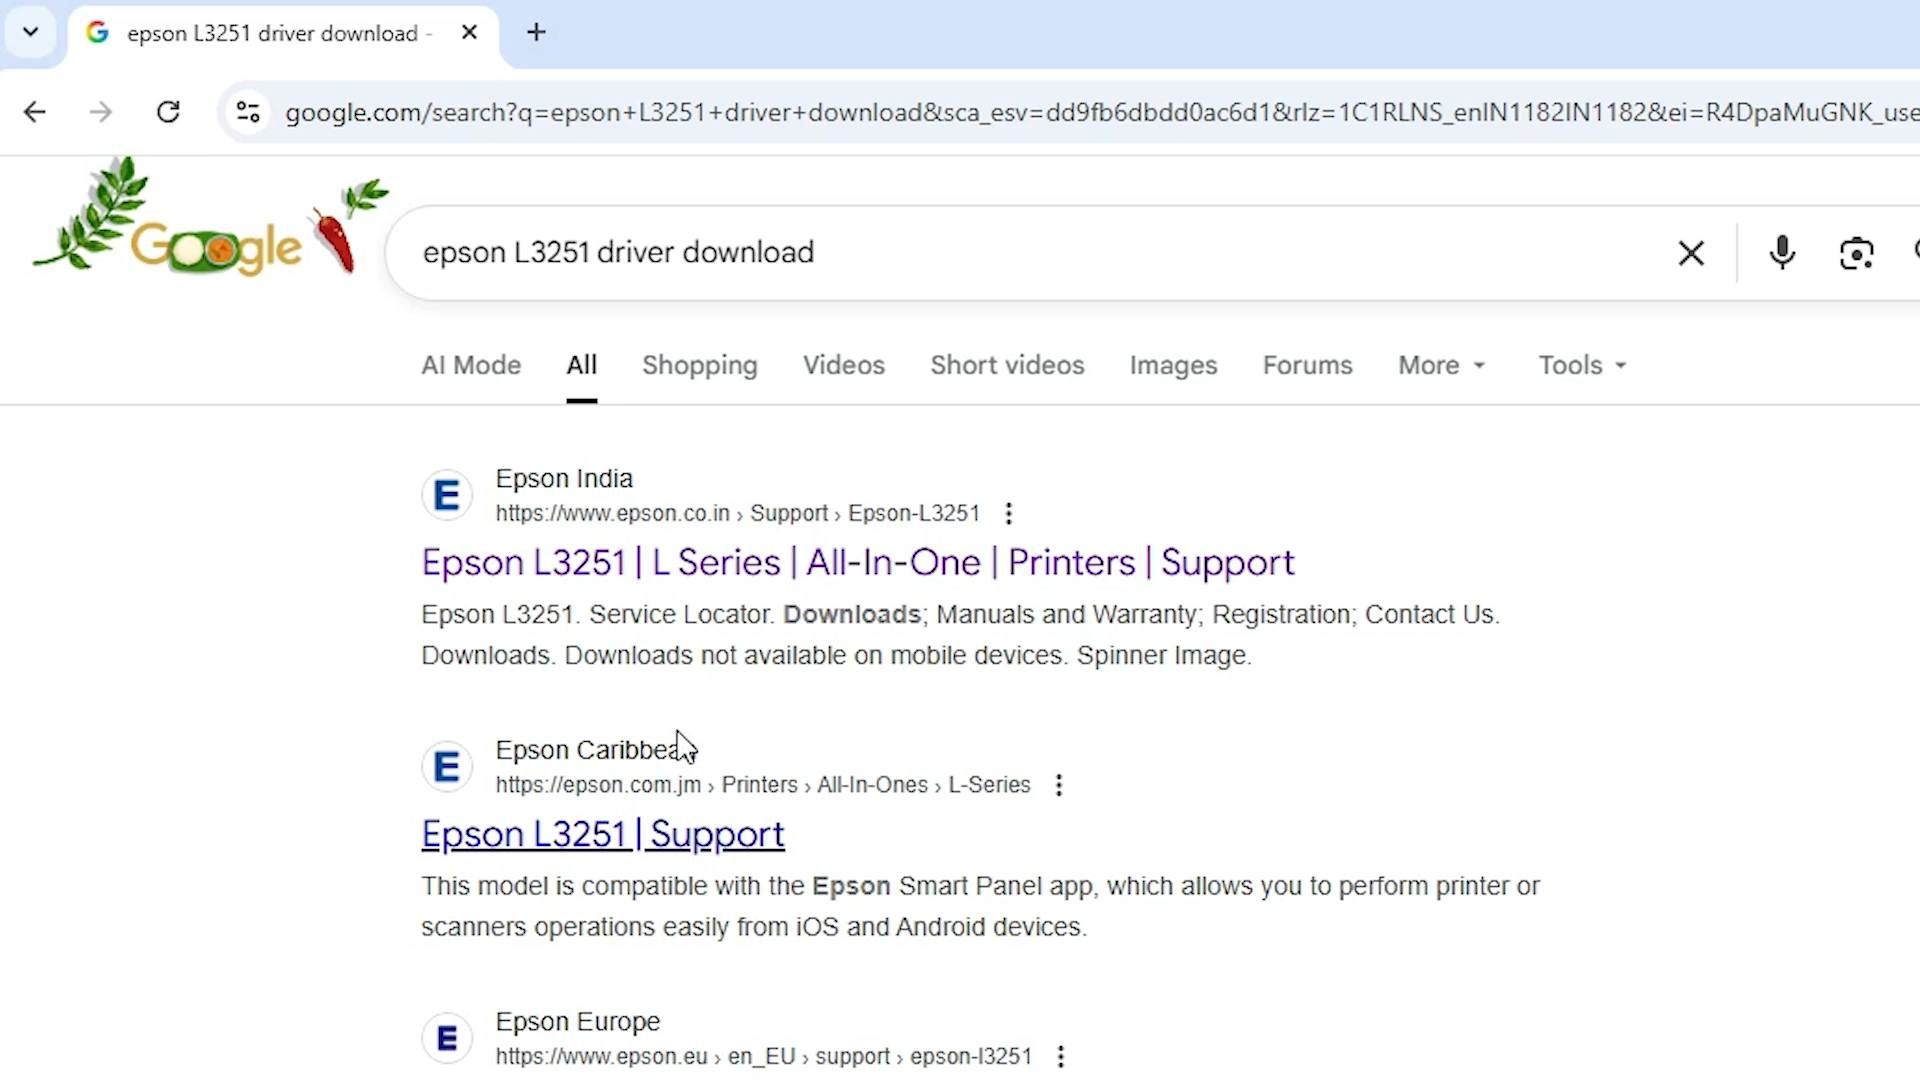 epson L3251 driver download -
google.com/search?q=epson+L3251+driver+download&sca_esv=dd9fb6dbdd0ac6d1&rlz=1C1RLNS_enIN1182IN1182&ei=R4DpaMuGNK_use
Google
epson L3251 driver download
AI Mode All Shopping Videos Short videos Images Forums More Tools
Epson India
https://www.epson.co.in › Support › Epson-L3251
Epson L3251 | L Series | All-In-One | Printers | Support
Epson L3251. Service Locator. Downloads; Manuals and Warranty; Registration; Contact Us.
Downloads. Downloads not available on mobile devices. Spinner Image.
Epson Caribbean
https://epson.com.jm › Printers › All-In-Ones › L-Series
Epson L3251 | Support
This model is compatible with the Epson Smart Panel app, which allows you to perform printer or
scanners operations easily from iOS and Android devices.
Epson Europe
https://www.epson.eu › en_EU › support › epson-l3251